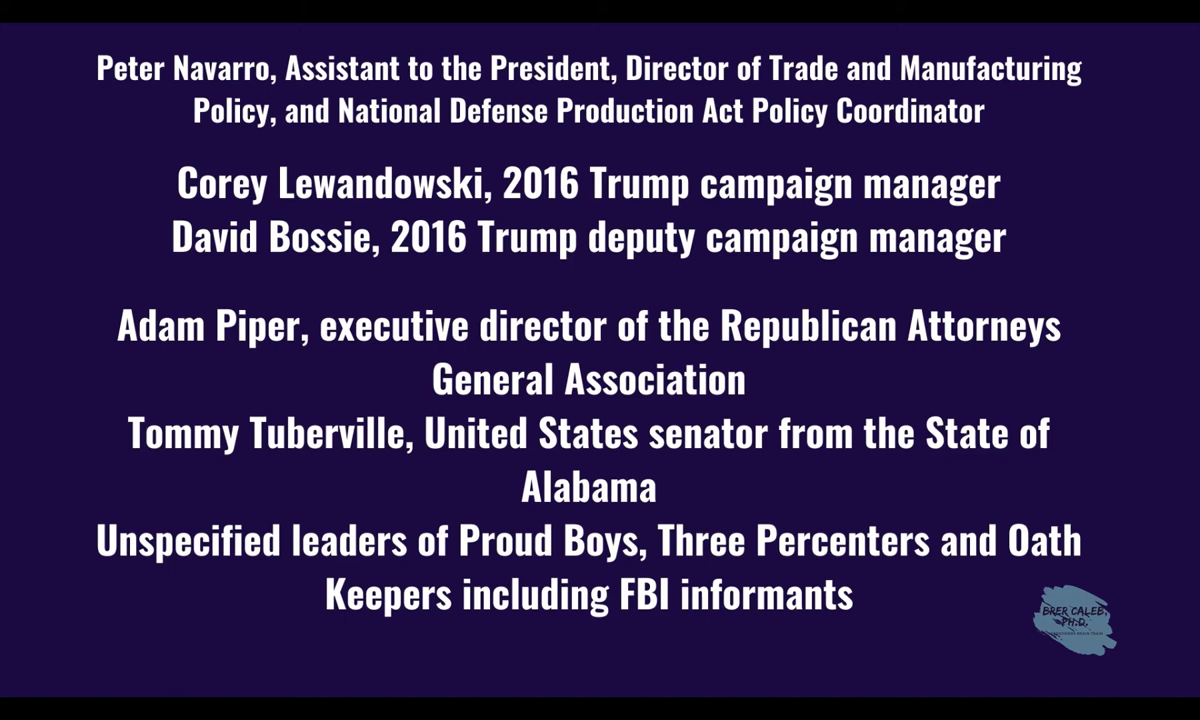 Peter Navarro, Assistant to the President, Director of Trade and Manufacturing
Policy, and National Defense Production Act Policy Coordinator
Corey Lewandowski, 2016 Trump campaign manager
David Bossie, 2016 Trump deputy campaign manager
Adam Piper, executive director of the Republican Attorneys
General Association
Tommy Tuberville, United States senator from the State of
Alabama
Unspecified leaders of Proud Boys, Three Percenters and Oath
Keepers including FBI informants
BRER CALEB,
PH.D.